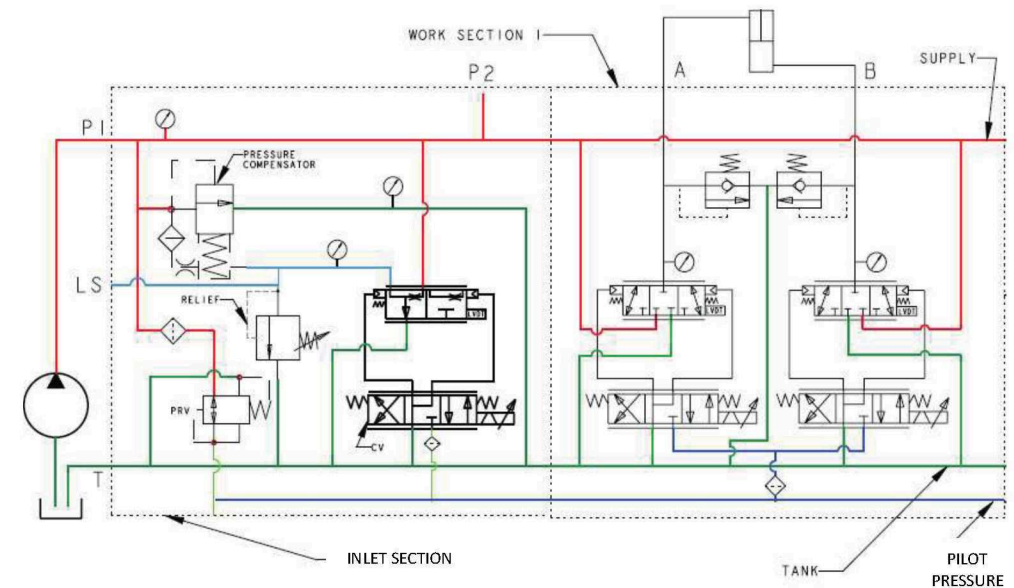 WORK SECTION 1
P2
A
B
SUPPLY
P1
PRESSURE
COMPENSATOR
LS
RELIEF
LVDT
LVDT
LVDT
PRV
CV
T
INLET SECTION
TANK
PILOT
PRESSURE